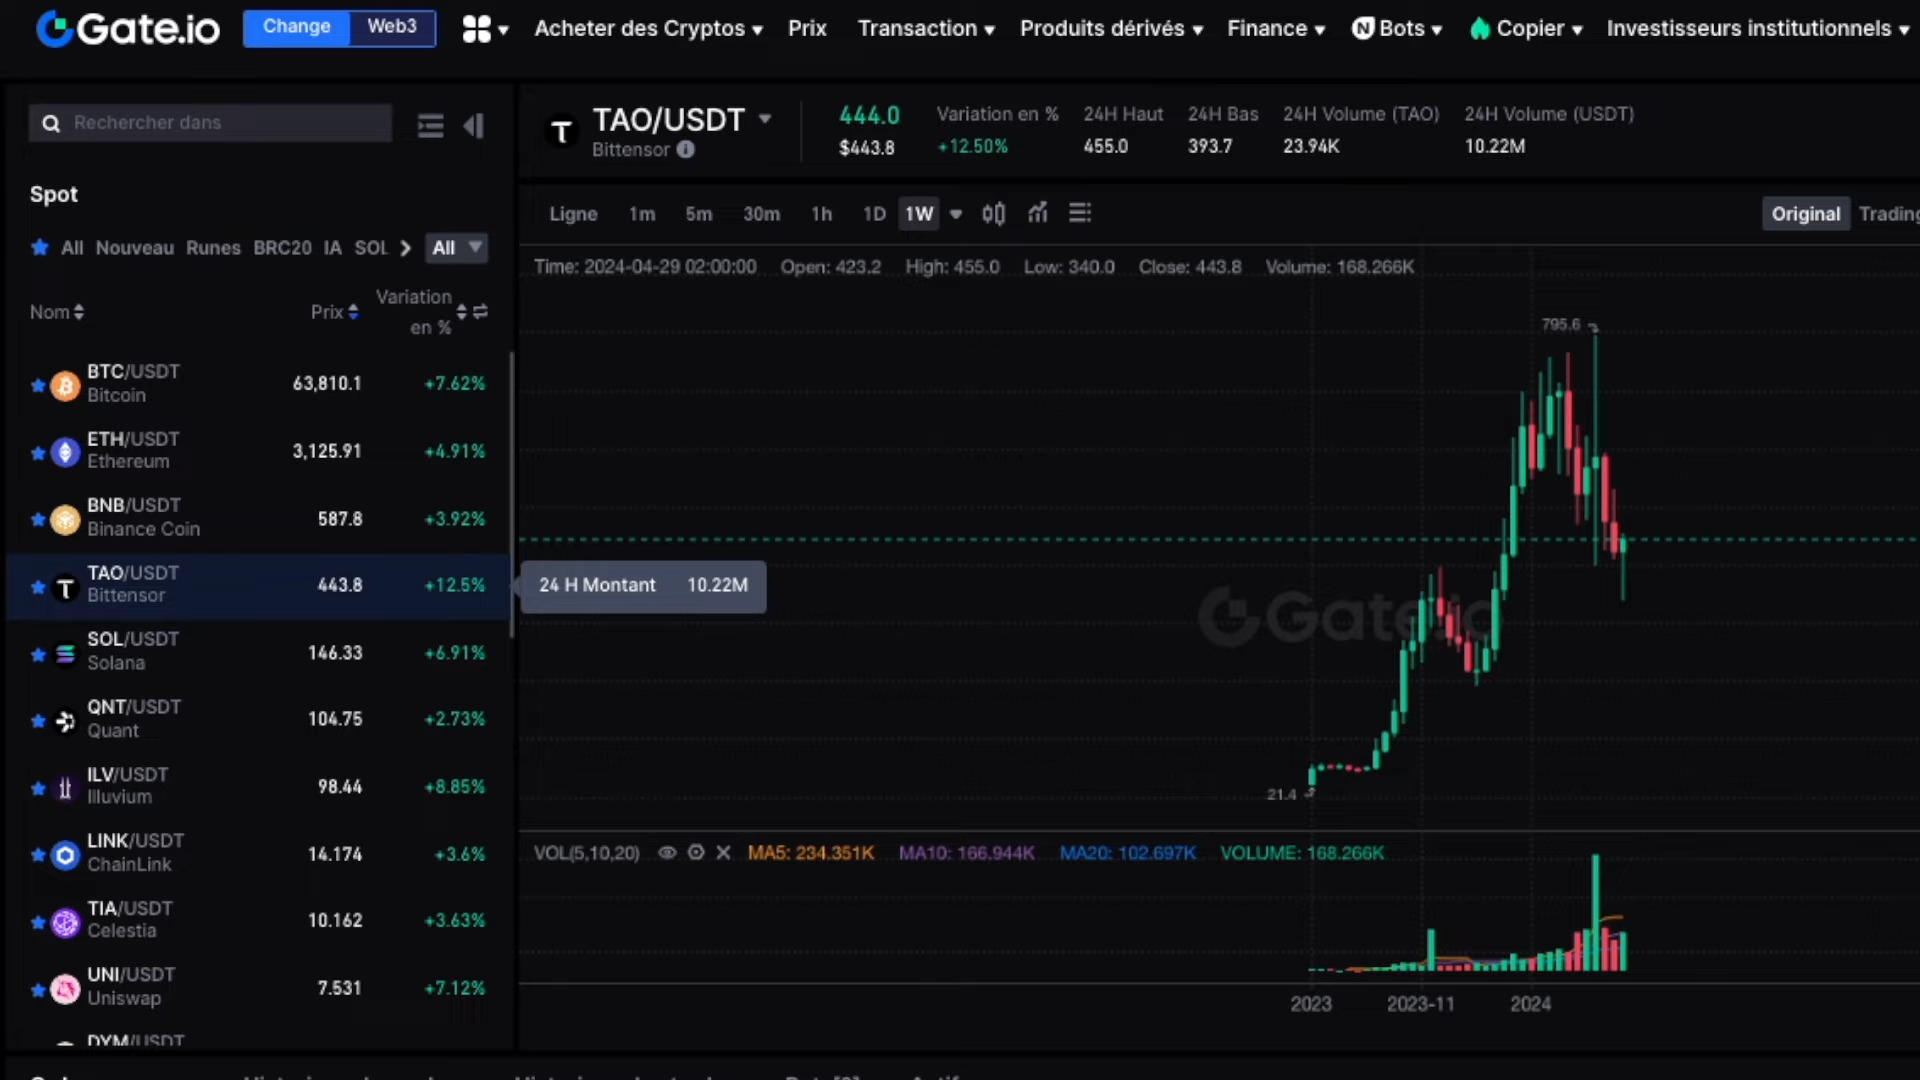 Gate.io Change Web3 Acheter des Cryptos Prix Transaction Produits dérivés Finance Bots Copier Investisseurs institutionnels
Rechercher dans
Spot
All Nouveau Runes BRC20 IA SOL All
Nom Prix Variation en %
BTC/USDT 63,810.1 +7.62%
Bitcoin
ETH/USDT 3,125.91 +4.91%
Ethereum
BNB/USDT 587.8 +3.92%
Binance Coin
TAO/USDT 443.8 +12.5%
Bittensor
SOL/USDT 146.33 +6.91%
Solana
QNT/USDT 104.75 +2.73%
Quant
ILV/USDT 98.44 +8.85%
Illuvium
LINK/USDT 14.174 +3.6%
ChainLink
TIA/USDT 10.162 +3.63%
Celestia
UNI/USDT 7.531 +7.12%
Uniswap
DYM/USDT
TAO/USDT 444.0 Variation en % 24H Haut 24H Bas 24H Volume (TAO) 24H Volume (USDT)
Bittensor $443.8 +12.50% 455.0 393.7 23.94K 10.22M
Ligne 1m 5m 30m 1h 1D 1W Original Trading
Time: 2024-04-29 02:00:00 Open: 423.2 High: 455.0 Low: 340.0 Close: 443.8 Volume: 168.266K
795.6
24 H Montant 10.22M
Gate.io
21.4
VOL(5,10,20) MA5: 234.351K MA10: 166.944K MA20: 102.697K VOLUME: 168.266K
2023 2023-11 2024